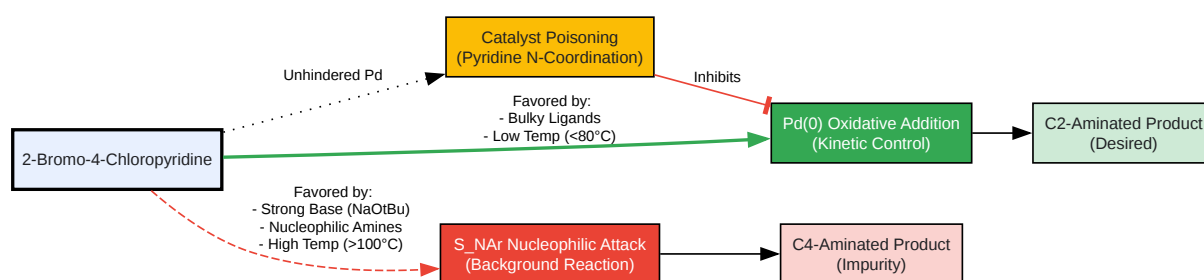 Catalyst Poisoning
(Pyridine N-Coordination)
Unhindered Pd
Inhibits
Favored by:
- Bulky Ligands
- Low Temp (<80°C)
Pd(0) Oxidative Addition
(Kinetic Control)
C2-Aminated Product
(Desired)
2-Bromo-4-Chloropyridine
Favored by:
- Strong Base (NaOtBu)
- Nucleophilic Amines
- High Temp (>100°C)
S_NAr Nucleophilic Attack
(Background Reaction)
C4-Aminated Product
(Impurity)